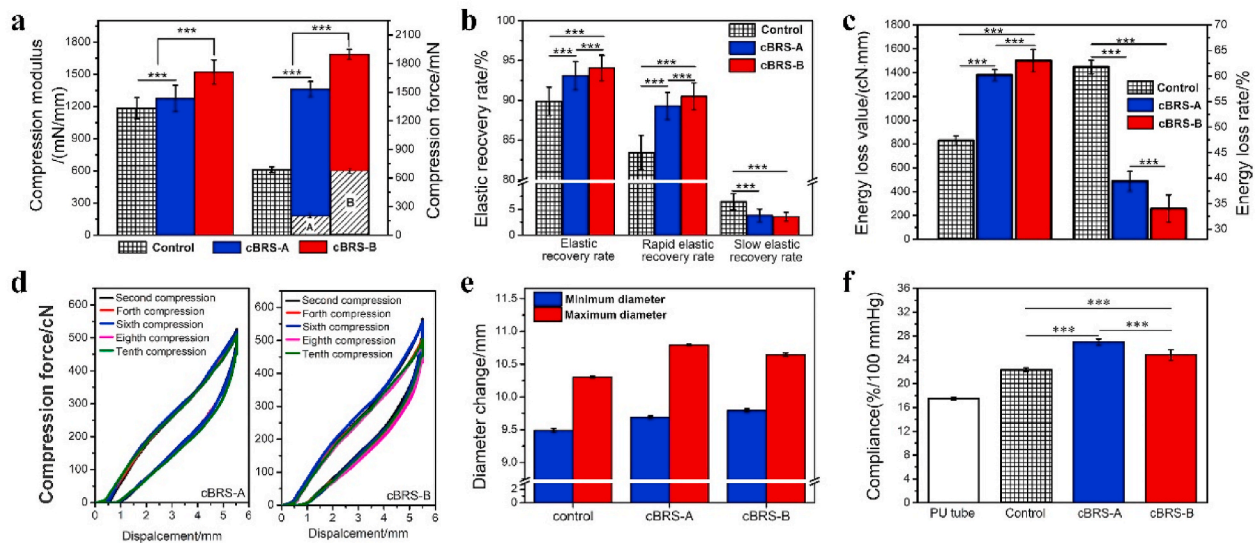 a
Compression modulus
/(mN/mm)
1800
1500
1200
900
600
300
***
***
***
***
A
B
2100
1800
1500
1200
900
600
300
0
Compression force/mN
Control
cBRS-A
cBRS-B
b
Elastic reocvery rate/%
100
95
90
85
80
5
0
***
***
***
***
***
***
***
***
Control
cBRS-A
cBRS-B
Elastic
recovery rate
Rapid elastic
recovery rate
Slow elastic
recovery rate
c
Energy loss value/(cN·mm)
1800
1600
1400
1200
1000
800
600
400
200
0
***
***
***
***
***
***
Control
cBRS-A
cBRS-B
70
65
60
55
50
45
40
35
30
Energy loss rate/%
d
Compression force/cN
600
500
400
300
200
100
0
Second compression
Forth compression
Sixth compression
Eighth compression
Tenth compression
cBRS-A
0 1 2 3 4 5 6
Dispalcement/mm
600
500
400
300
200
100
0
Second compression
Forth compression
Sixth compression
Eighth compression
Tenth compression
cBRS-B
0 1 2 3 4 5 6
Dispalcement/mm
e
Diameter change/mm
11.5
11.0
10.5
10.0
9.5
9.0
2
0
Minimum diameter
Maximum diameter
control
cBRS-A
cBRS-B
f
Compliance(%/100 mmHg)
36
32
28
24
20
16
12
8
4
0
***
***
***
PU tube
Control
cBRS-A
cBRS-B